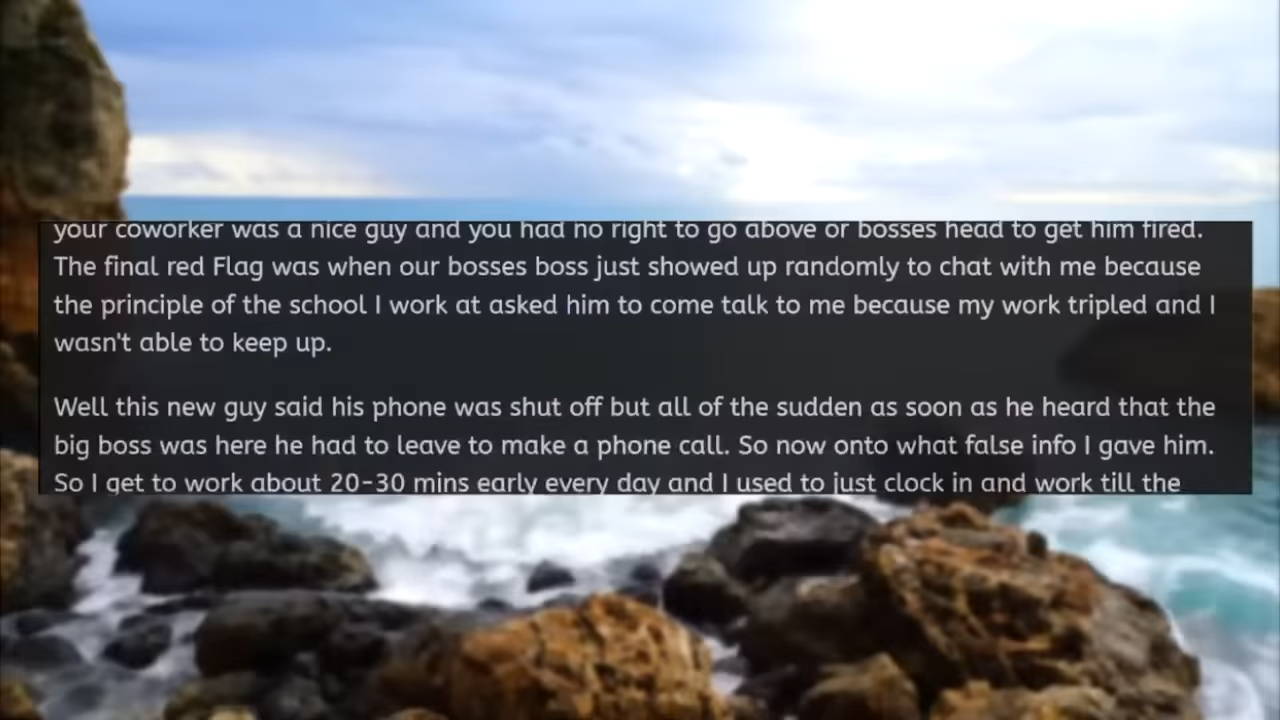 your coworker was a nice guy and you had no right to go above or bosses head to get him fired.
The final red Flag was when our bosses boss just showed up randomly to chat with me because
the principle of the school I work at asked him to come talk to me because my work tripled and I
wasn't able to keep up.
Well this new guy said his phone was shut off but all of the sudden as soon as he heard that the
big boss was here he had to leave to make a phone call. So now onto what false info I gave him.
So I get to work about 20-30 mins early every day and I used to just clock in and work till the